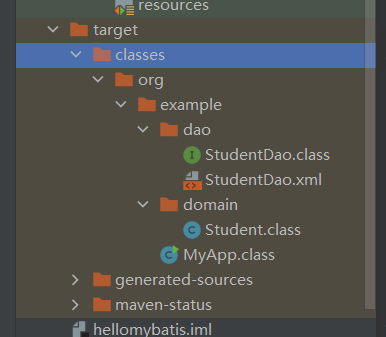 resources
target
classes
org
example
dao
StudentDao.class
StudentDao.xml
domain
Student.class
MyApp.class
generated-sources
maven-status
hellomybatis.iml